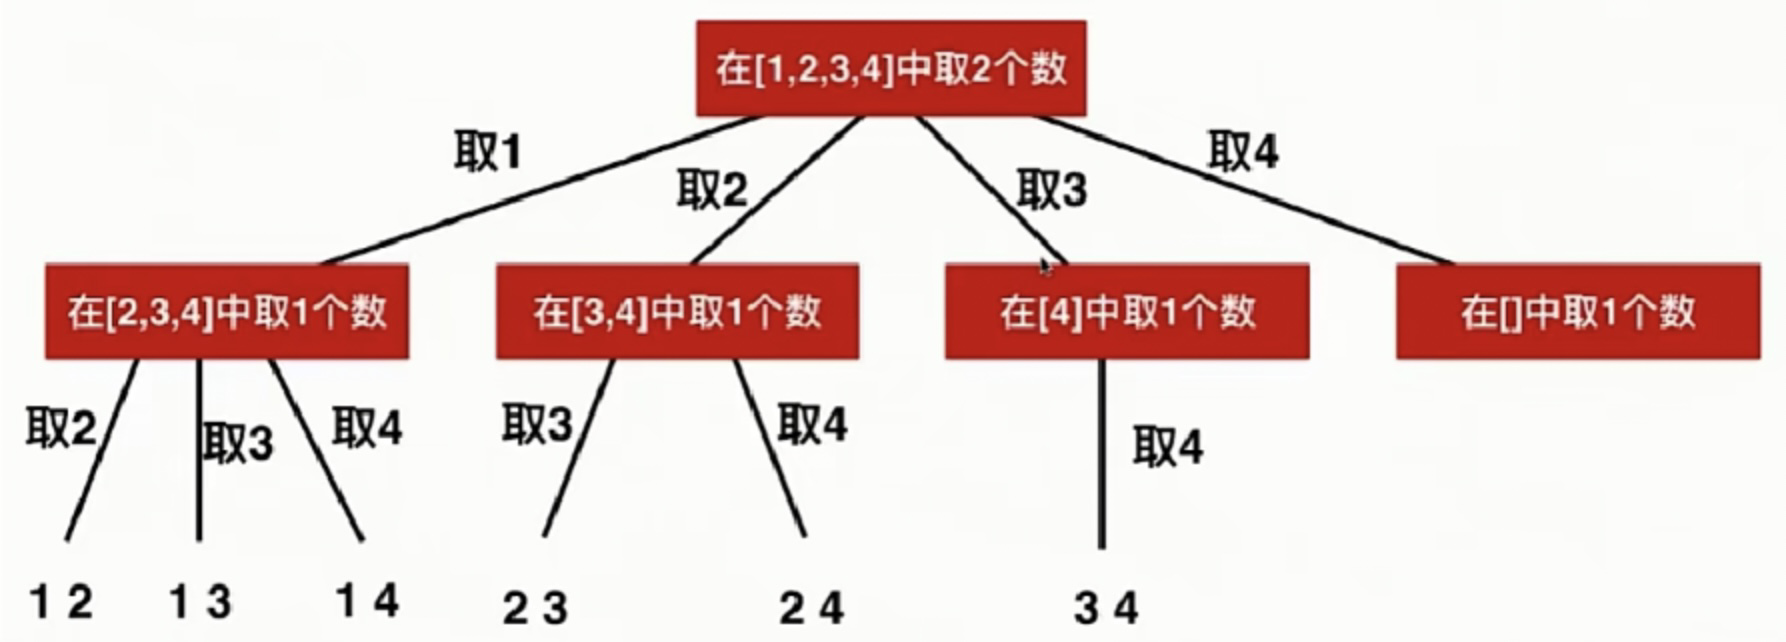 在[1,2,3,4]中取2个数
取1
取2
取3
取4
在[2,3,4]中取1个数
在[3,4]中取1个数
在[4]中取1个数
在[]中取1个数
取2
取3
取4
取3
取4
取4
1 2
1 3
1 4
2 3
2 4
3 4